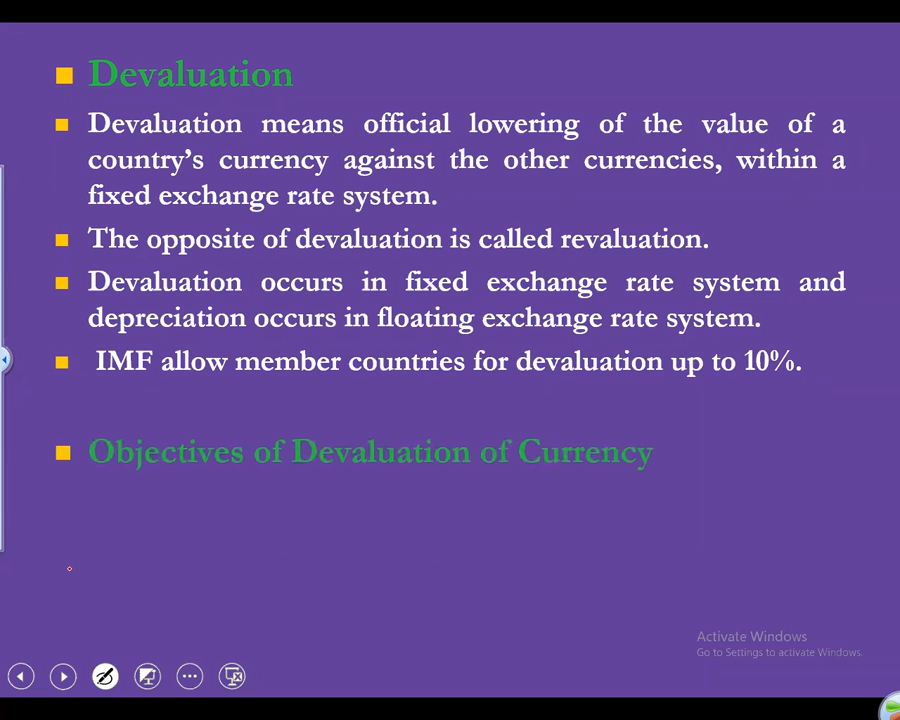 Devaluation
Devaluation means official lowering of the value of a
country’s currency against the other currencies, within a
fixed exchange rate system.
The opposite of devaluation is called revaluation.
Devaluation occurs in fixed exchange rate system and
depreciation occurs in floating exchange rate system.
IMF allow member countries for devaluation up to 10%.
Objectives of Devaluation of Currency
Activate Windows
Go to Settings to activate Windows.